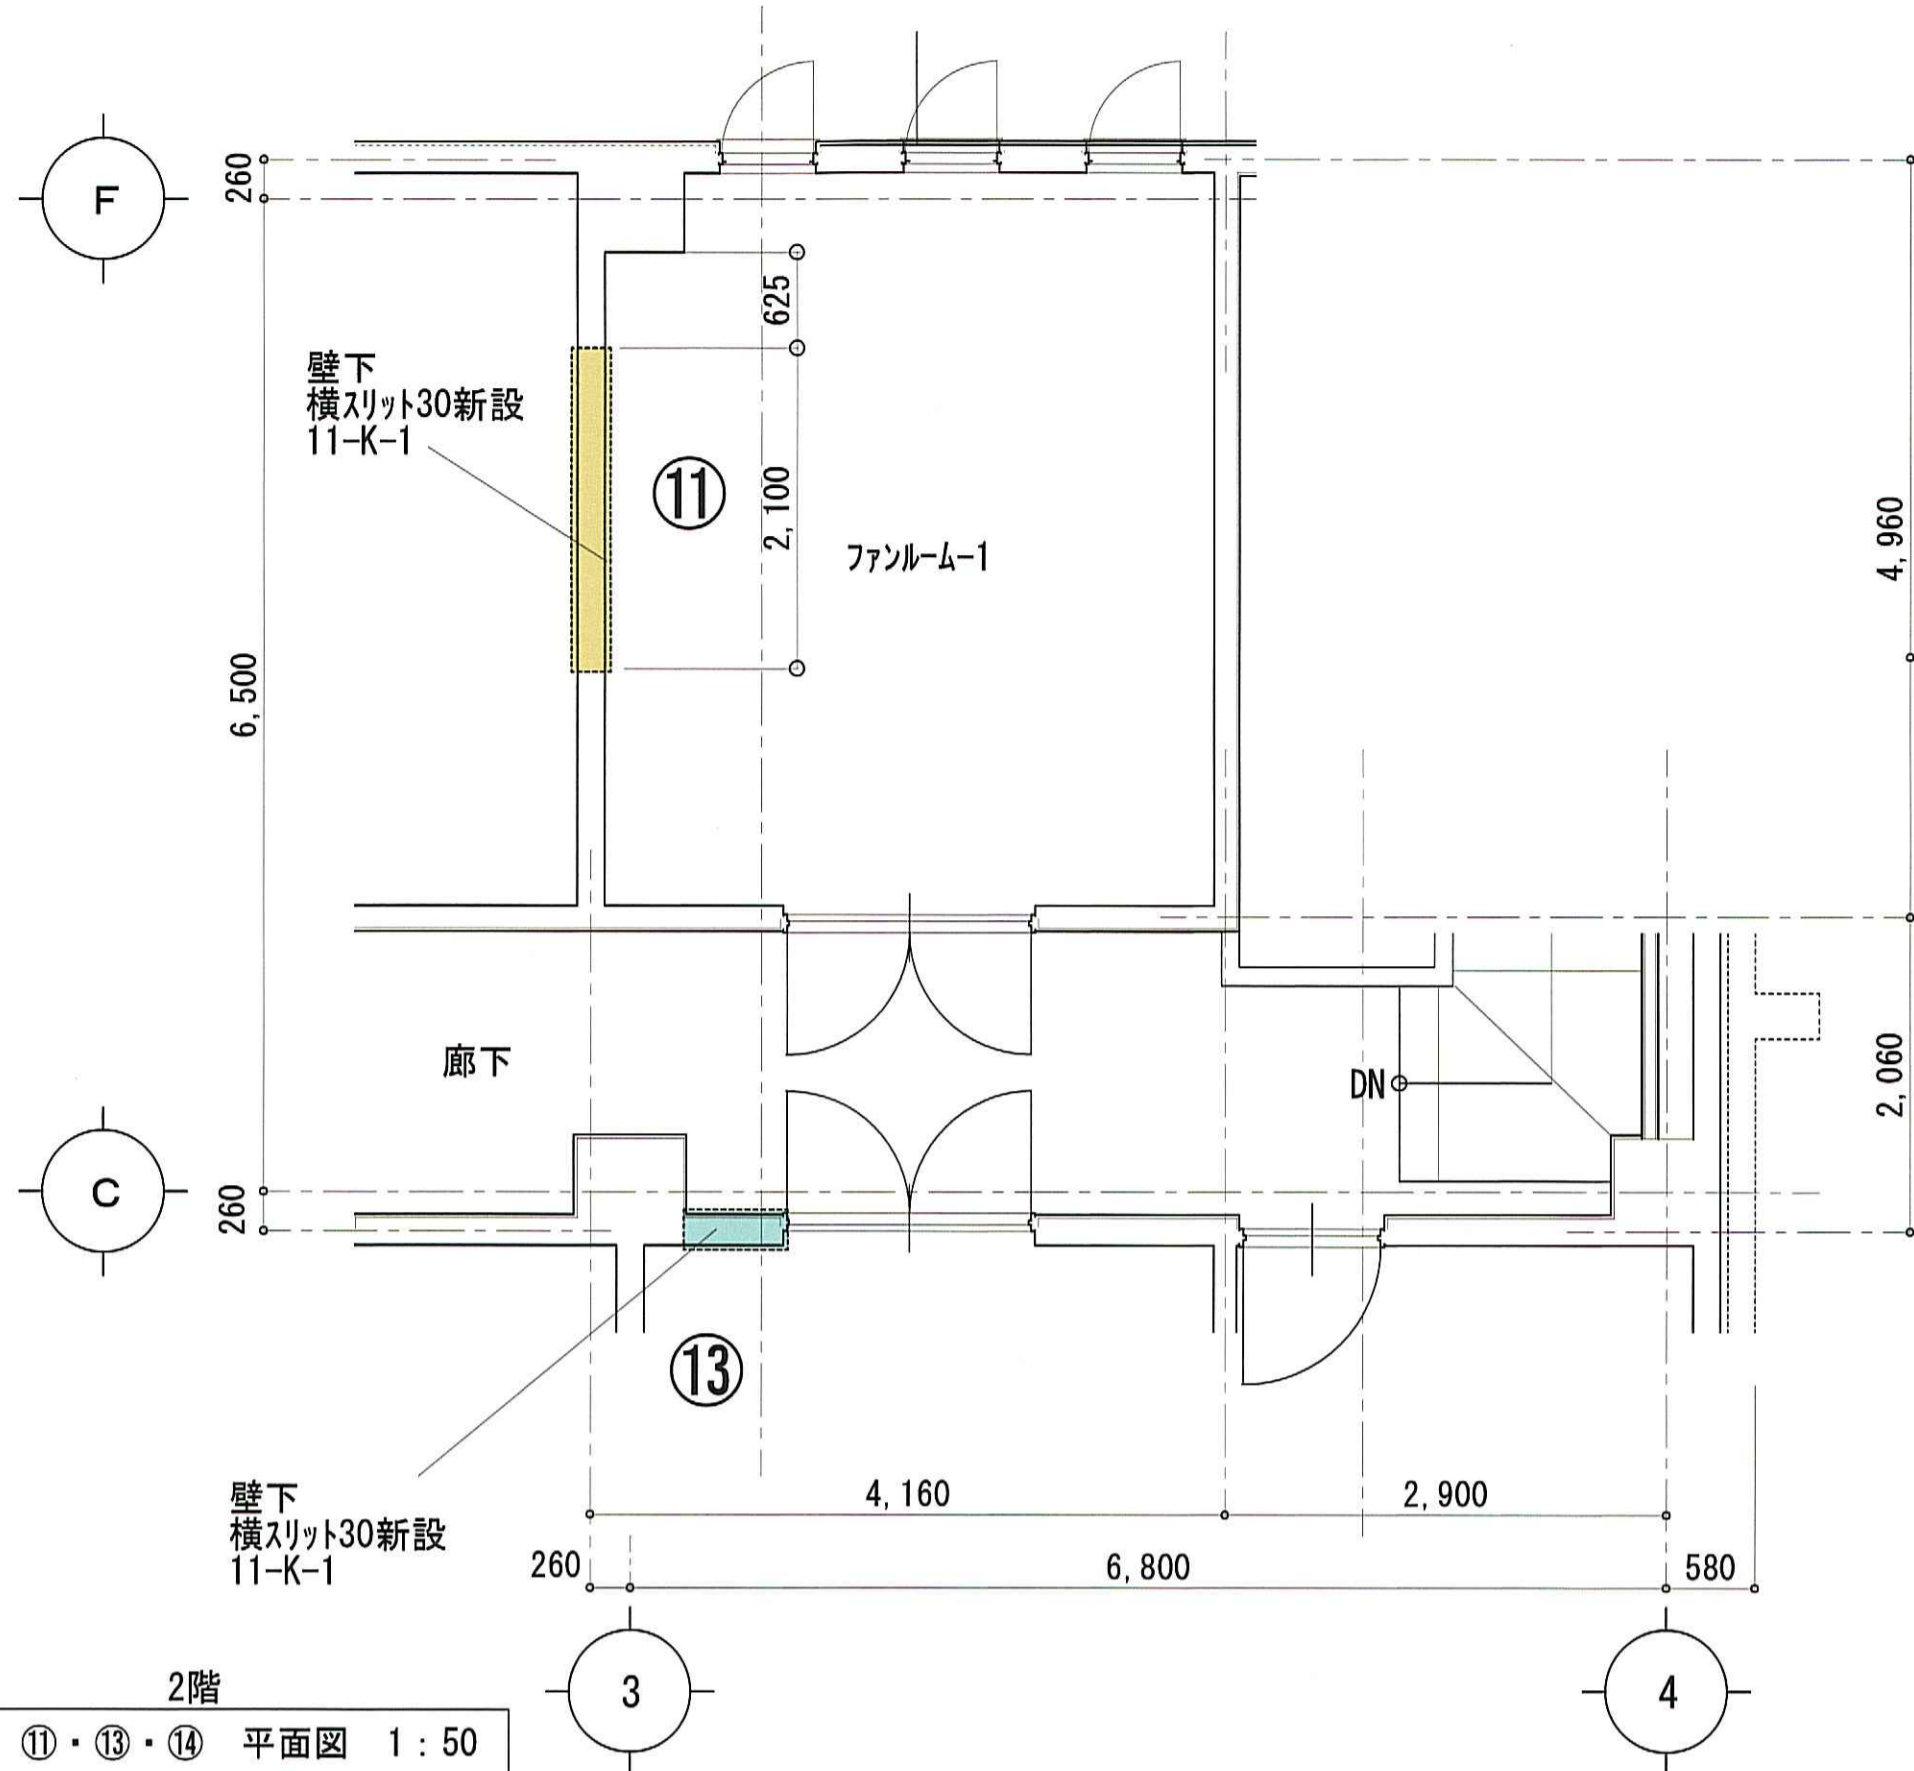 F
260
625
壁下
横スリット30新設
11-K-1
⑪
2,100
ファンルーム-1
4,960
6,500
廊下
DN
2,060
C
260
⑬
壁下
横スリット30新設
11-K-1
4,160
2,900
260
6,800
580
3
4
2階
⑪・⑬・⑭ 平面図 1:50